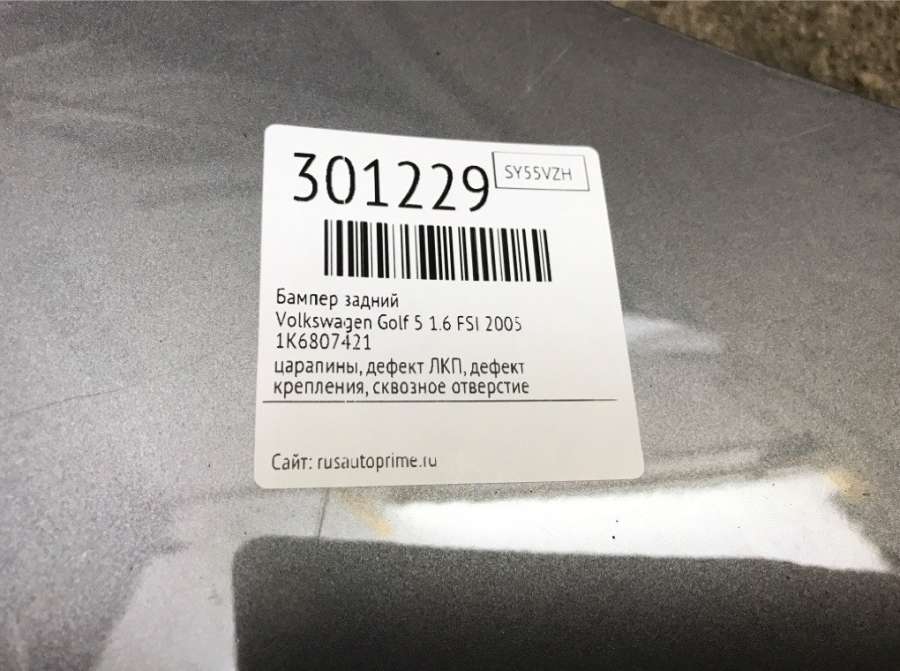 301229
SY55VZH
Бампер задний
Volkswagen Golf 5 1.6 FSI 2005
1K6807421
царапины, дефект ЛКП, дефект
крепления, сквозное отверстие
Сайт: rusautoprime.ru